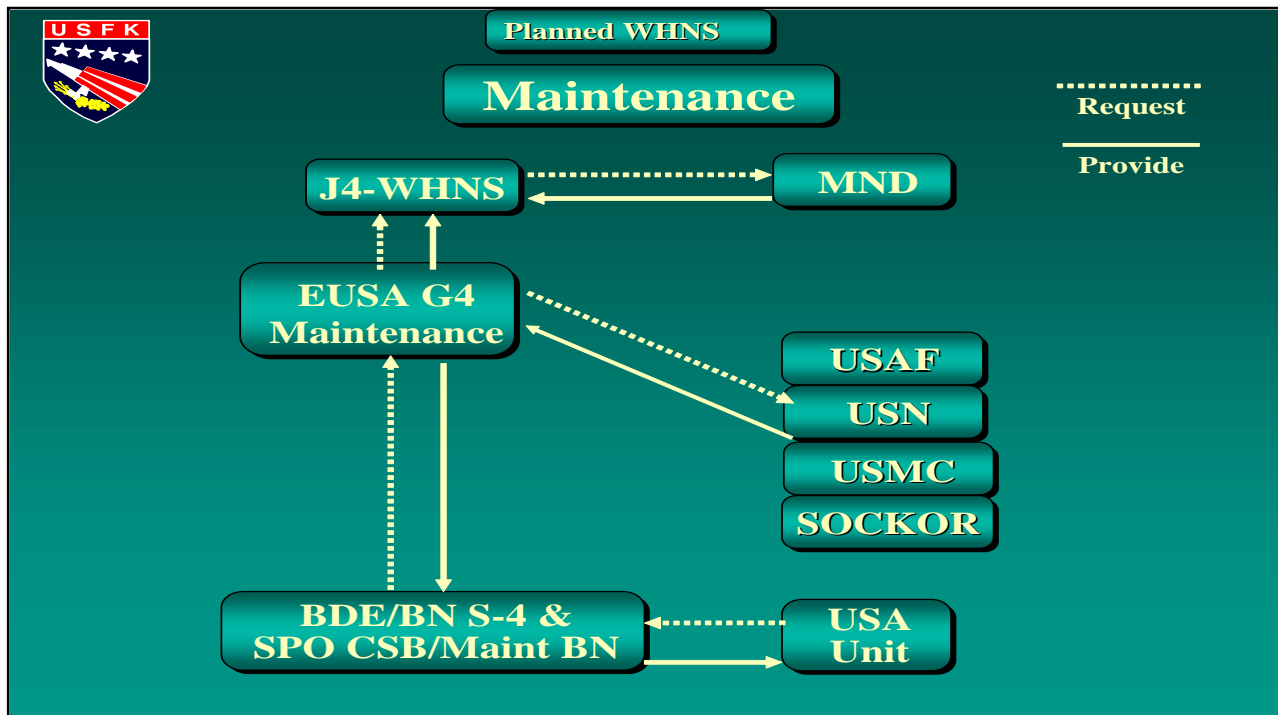 USFK
Planned WHNS
Maintenance
Request
Provide
J4-WHNS
MND
EUSA G4
Maintenance
USAF
USN
USMC
SOCKOR
BDE/BN S-4 &
SPO CSB/Maint BN
USA
Unit